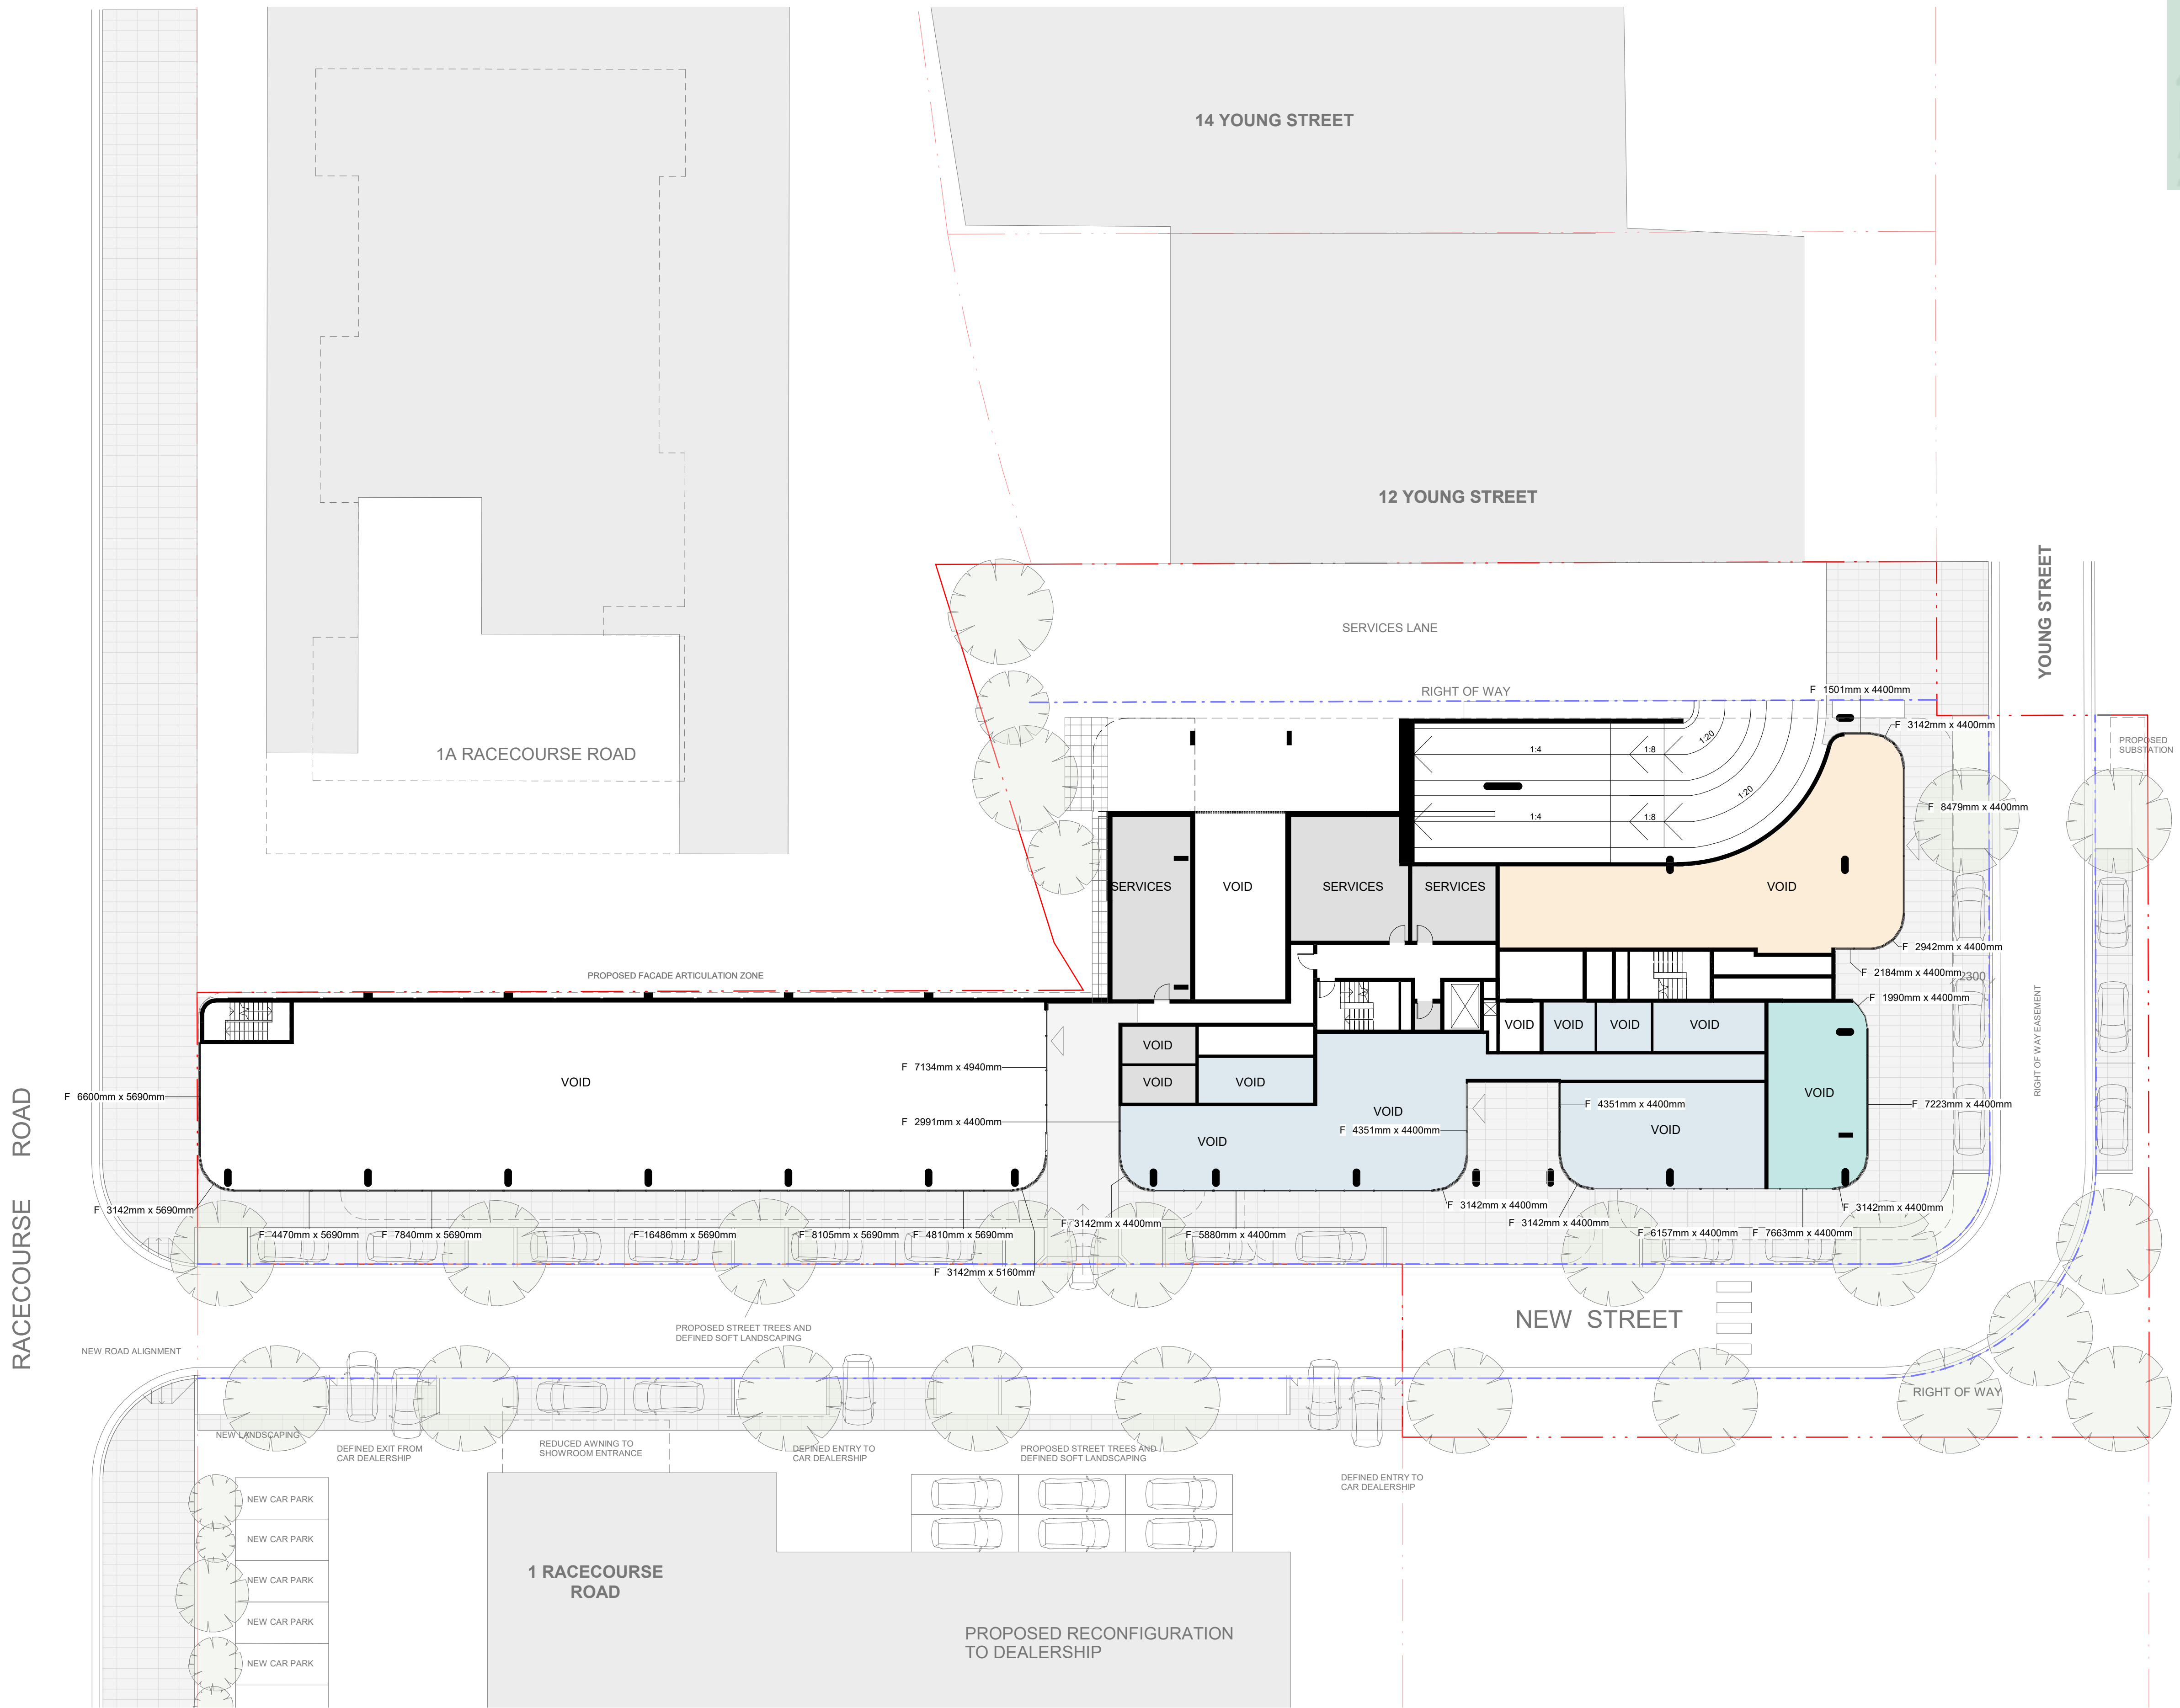 14 YOUNG STREET
12 YOUNG STREET
YOUNG STREET
SERVICES LANE
RIGHT OF WAY
F 1501mm x 4400mm
F 3142mm x 4400mm
PROPOSED
SUBSTATION
1A RACECOURSE ROAD
1:4
1:8
1:20
1:20
1:4
1:8
F 8479mm x 4400mm
SERVICES
VOID
SERVICES
SERVICES
VOID
F 2942mm x 4400mm
F 2184mm x 4400mm
2300
PROPOSED FACADE ARTICULATION ZONE
F 1990mm x 4400mm
VOID
VOID
VOID
VOID
VOID
RIGHT OF WAY EASEMENT
F 7134mm x 4940mm
VOID
VOID
VOID
VOID
F 6600mm x 5690mm
F 4351mm x 4400mm
F 7223mm x 4400mm
VOID
F 2991mm x 4400mm
F 4351mm x 4400mm
VOID
VOID
F 3142mm x 5690mm
F 3142mm x 4400mm
F 3142mm x 4400mm
F 3142mm x 4400mm
F 3142mm x 4400mm
F 4470mm x 5690mm
F 7840mm x 5690mm
F 16486mm x 5690mm
F 8105mm x 5690mm
F 4810mm x 5690mm
F 5880mm x 4400mm
F 6157mm x 4400mm
F 7663mm x 4400mm
F 3142mm x 5160mm
RACECOURSE ROAD
NEW STREET
PROPOSED STREET TREES AND
DEFINED SOFT LANDSCAPING
NEW ROAD ALIGNMENT
RIGHT OF WAY
NEW LANDSCAPING
DEFINED EXIT FROM
CAR DEALERSHIP
REDUCED AWNING TO
SHOWROOM ENTRANCE
DEFINED ENTRY TO
CAR DEALERSHIP
PROPOSED STREET TREES AND
DEFINED SOFT LANDSCAPING
DEFINED ENTRY TO
CAR DEALERSHIP
NEW CAR PARK
NEW CAR PARK
NEW CAR PARK
NEW CAR PARK
NEW CAR PARK
1 RACECOURSE
ROAD
PROPOSED RECONFIGURATION
TO DEALERSHIP